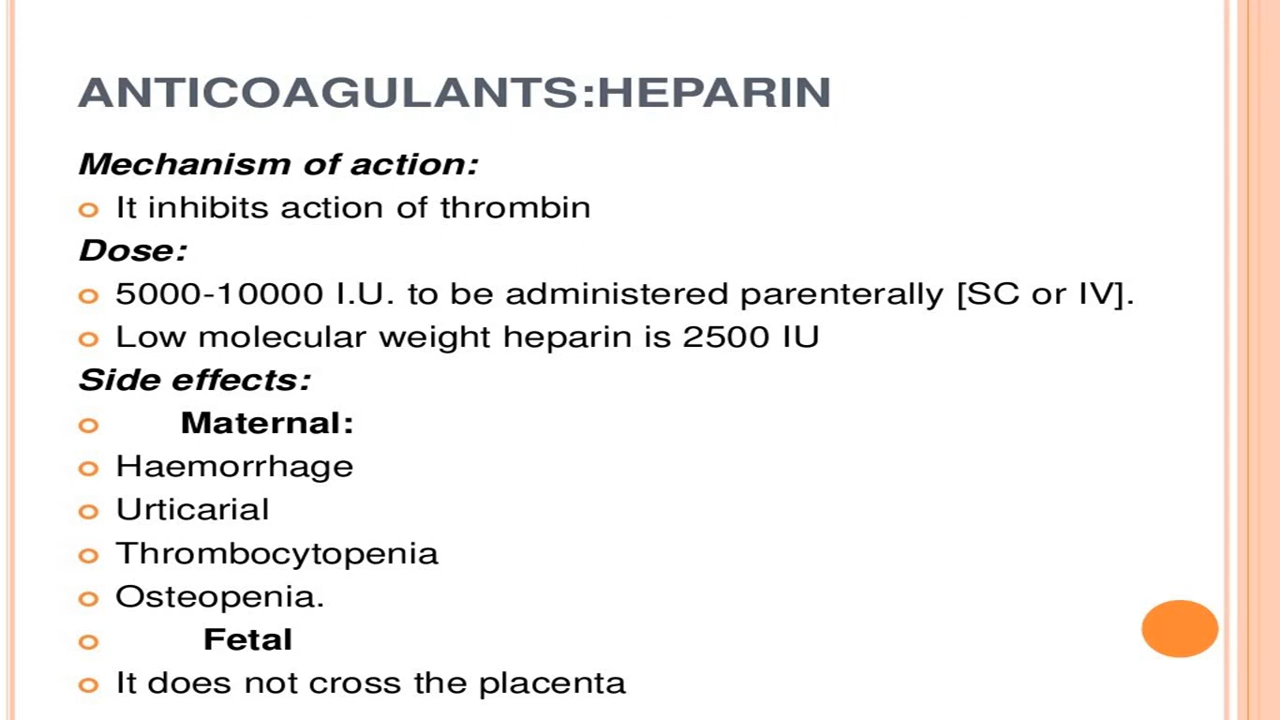 ANTICOAGULANTS:HEPARIN
Mechanism of action:
It inhibits action of thrombin
Dose:
5000-10000 I.U. to be administered parenterally [SC or IV].
Low molecular weight heparin is 2500 IU
Side effects:
Maternal:
Haemorrhage
Urticarial
Thrombocytopenia
Osteopenia.
Fetal
It does not cross the placenta